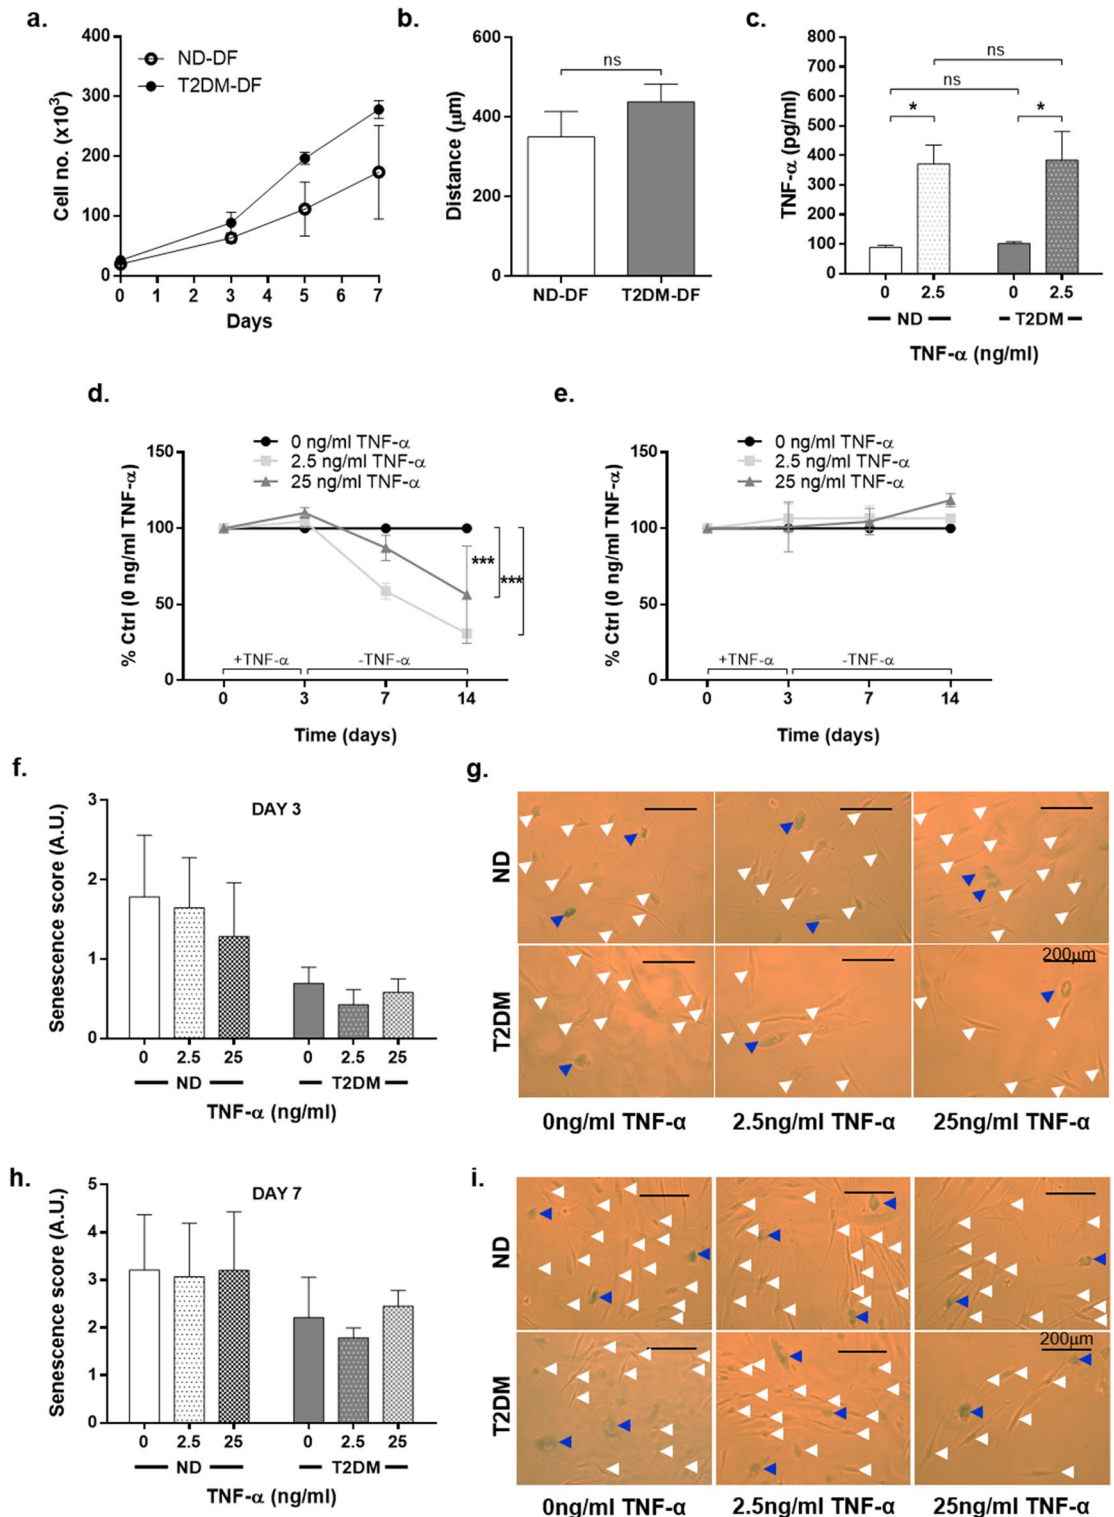 a.
400
300
200
100
0
Cell no. (x10³)
ND-DF
T2DM-DF
0 1 2 3 4 5 6 7
Days
b.
600
400
200
0
Distance (μm)
ns
ND-DF T2DM-DF
c.
800
700
600
500
400
300
200
100
0
TNF-α (pg/ml)
ns
ns
* *
0 2.5 0 2.5
ND T2DM
TNF-α (ng/ml)
d.
0 ng/ml TNF-α
2.5 ng/ml TNF-α
25 ng/ml TNF-α
150
100
50
0
% Ctrl (0 ng/ml TNF-α)
***
***
+TNF-α -TNF-α
0 3 7 14
Time (days)
e.
0 ng/ml TNF-α
2.5 ng/ml TNF-α
25 ng/ml TNF-α
150
100
50
0
% Ctrl (0 ng/ml TNF-α)
+TNF-α -TNF-α
0 3 7 14
Time (days)
f.
DAY 3
3
2
1
0
Senescence score (A.U.)
0 2.5 25 0 2.5 25
ND T2DM
TNF-α (ng/ml)
g.
ND
T2DM
200μm
0ng/ml TNF-α 2.5ng/ml TNF-α 25ng/ml TNF-α
h.
DAY 7
5
4
3
2
1
0
Senescence score (A.U.)
0 2.5 25 0 2.5 25
ND T2DM
TNF-α (ng/ml)
i.
ND
T2DM
200μm
0ng/ml TNF-α 2.5ng/ml TNF-α 25ng/ml TNF-α